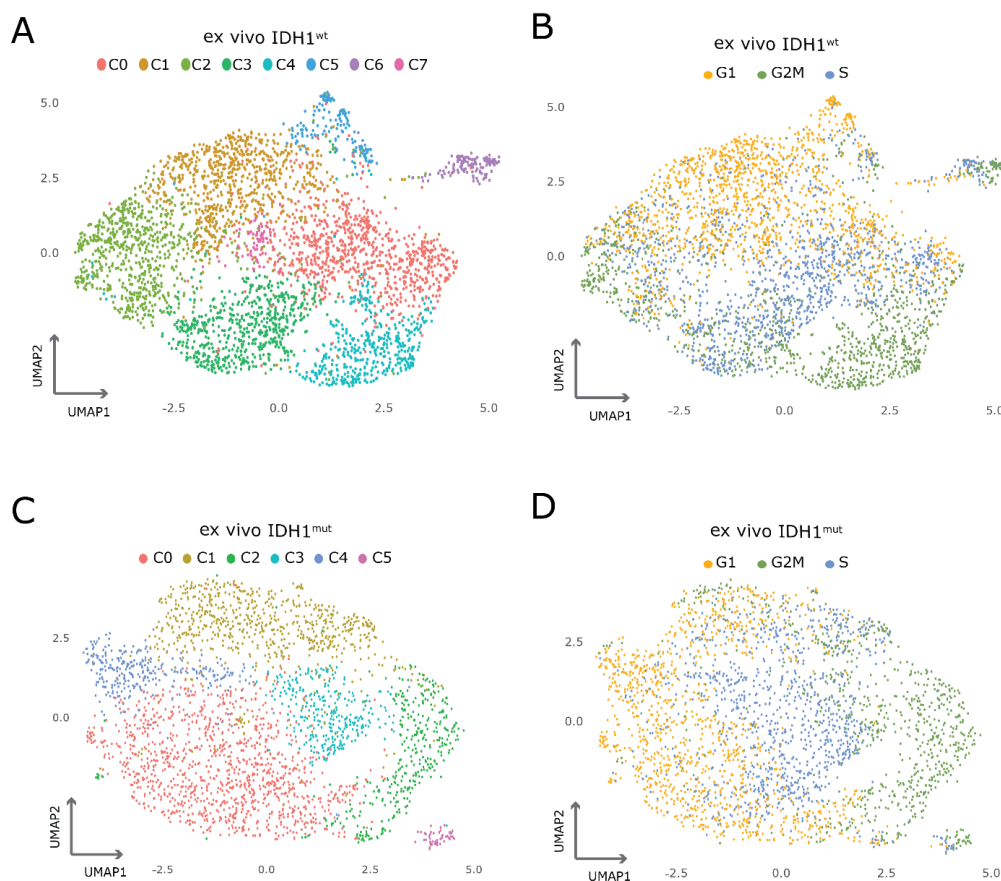 A
ex vivo IDH1wt
C0 C1 C2 C3 C4 C5 C6 C7
5.0
2.5
0.0
UMAP2
UMAP1
-2.5 0.0 2.5 5.0
B
ex vivo IDH1wt
G1 G2M S
5.0
2.5
0.0
UMAP2
UMAP1
-2.5 0.0 2.5 5.0
C
ex vivo IDH1mut
C0 C1 C2 C3 C4 C5
2.5
0.0
UMAP2
UMAP1
-2.5 0.0 2.5 5.0
D
ex vivo IDH1mut
G1 G2M S
2.5
0.0
UMAP2
UMAP1
-2.5 0.0 2.5 5.0